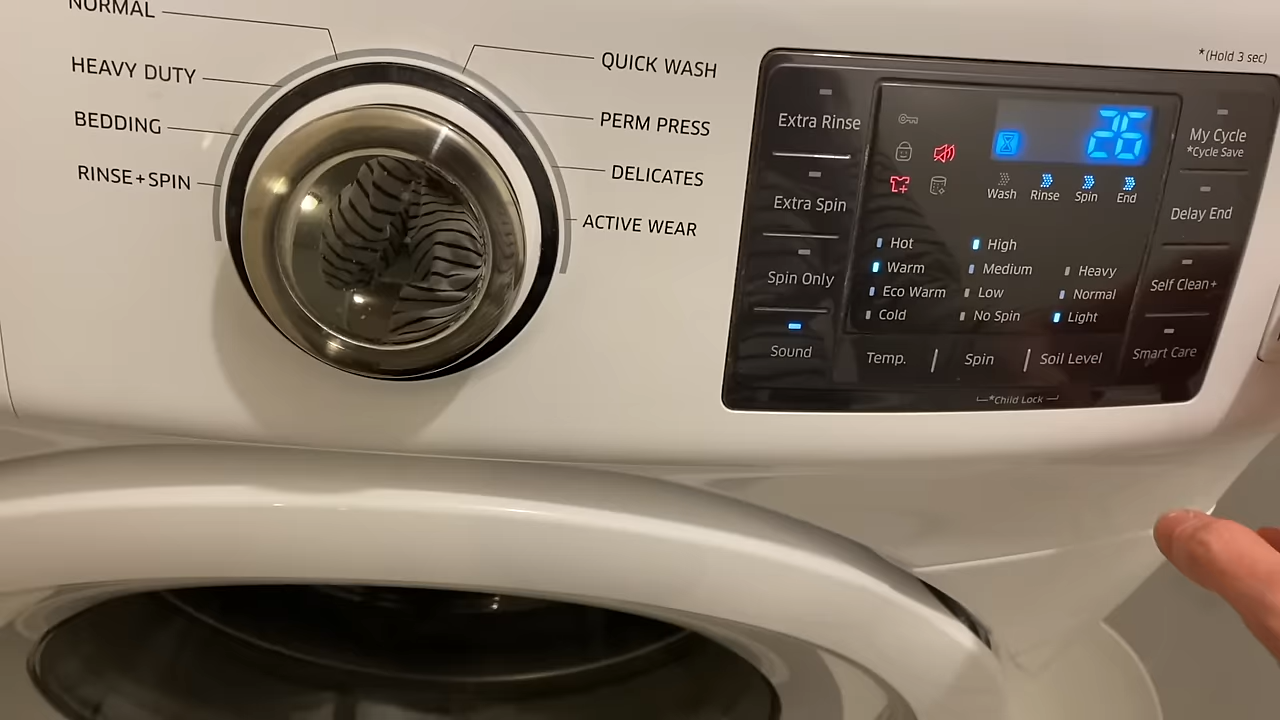 NORMAL
HEAVY DUTY
BEDDING
RINSE+SPIN
QUICK WASH
PERM PRESS
DELICATES
ACTIVE WEAR
*(Hold 3 sec)
Extra Rinse
Extra Spin
Spin Only
Sound
26
Wash Rinse Spin End
Hot High
Warm Medium Heavy
Eco Warm Low Normal
Cold No Spin Light
Temp. Spin Soil Level
*Child Lock
My Cycle
*Cycle Save
Delay End
Self Clean+
Smart Care